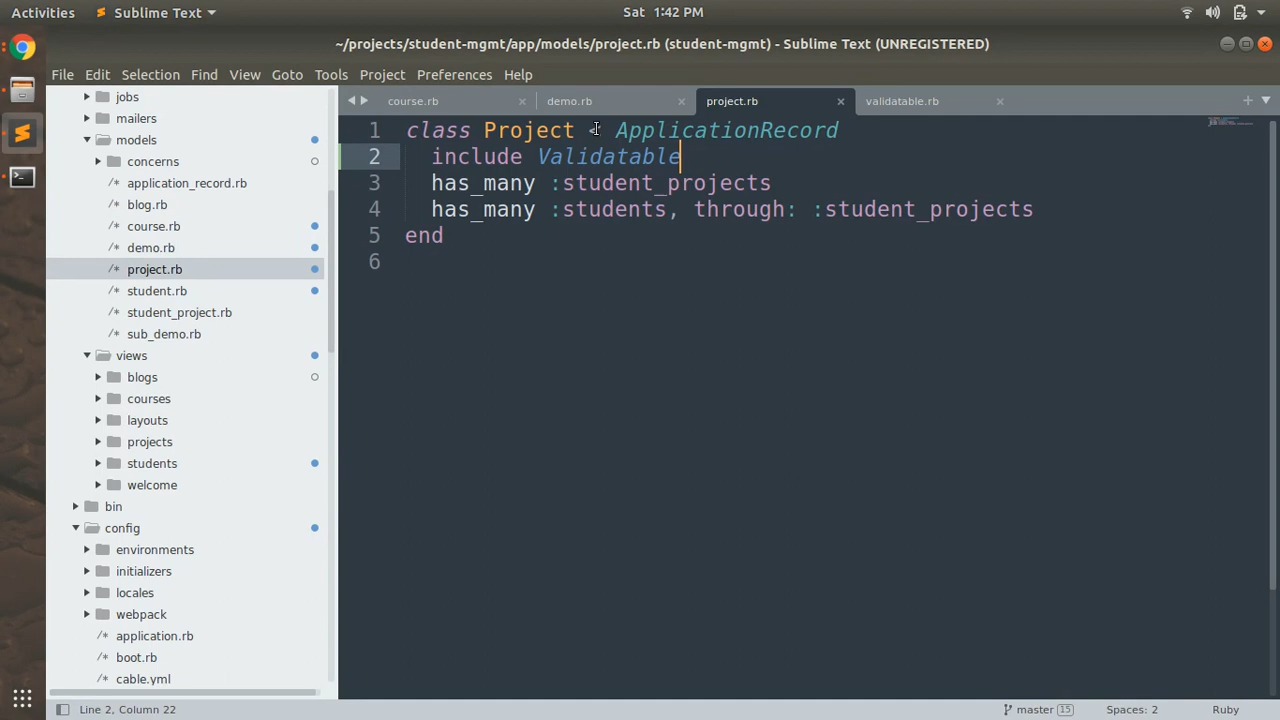 Activities Sublime Text Sat 1:42 PM
~/projects/student-mgmt/app/models/project.rb (student-mgmt) - Sublime Text (UNREGISTERED)
File Edit Selection Find View Goto Tools Project Preferences Help
course.rb demo.rb project.rb validatable.rb
jobs
mailers
models
concerns
/* application_record.rb
/* blog.rb
/* course.rb
/* demo.rb
/* project.rb
/* student.rb
/* student_project.rb
/* sub_demo.rb
views
blogs
courses
layouts
projects
students
welcome
bin
config
environments
initializers
locales
webpack
/* application.rb
/* boot.rb
/* cable.yml
1 class Project < ApplicationRecord
2 include Validatable
3 has_many :student_projects
4 has_many :students, through: :student_projects
5 end
6
Line 2, Column 22 master 15 Spaces: 2 Ruby